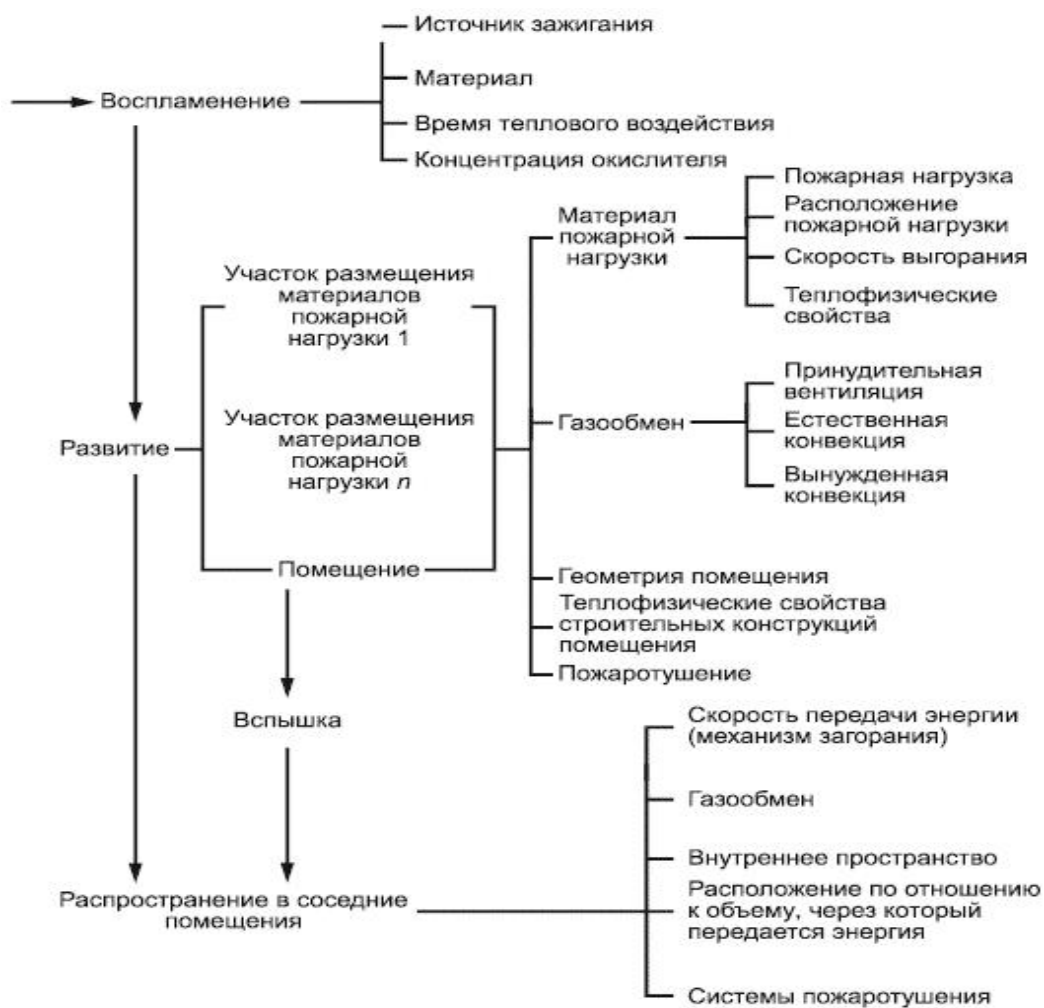 Источник зажигания
Материал
Воспламенение
Время теплового воздействия
Концентрация окислителя
Материал
пожарной
нагрузки
Пожарная нагрузка
Расположение
пожарной нагрузки
Скорость выгорания
Теплофизические
свойства
Участок размещения
материалов
пожарной
нагрузки 1
Принудительная
вентиляция
Естественная
конвекция
Вынужденная
конвекция
Газообмен
Участок размещения
материалов
пожарной
нагрузки n
Развитие
Помещение
Геометрия помещения
Теплофизические свойства
строительных конструкций
помещения
Пожаротушение
Вспышка
Скорость передачи энергии
(механизм загорания)
Газообмен
Внутреннее пространство
Распространение в соседние
помещения
Расположение по отношению
к объему, через который
передается энергия
Системы пожаротушения